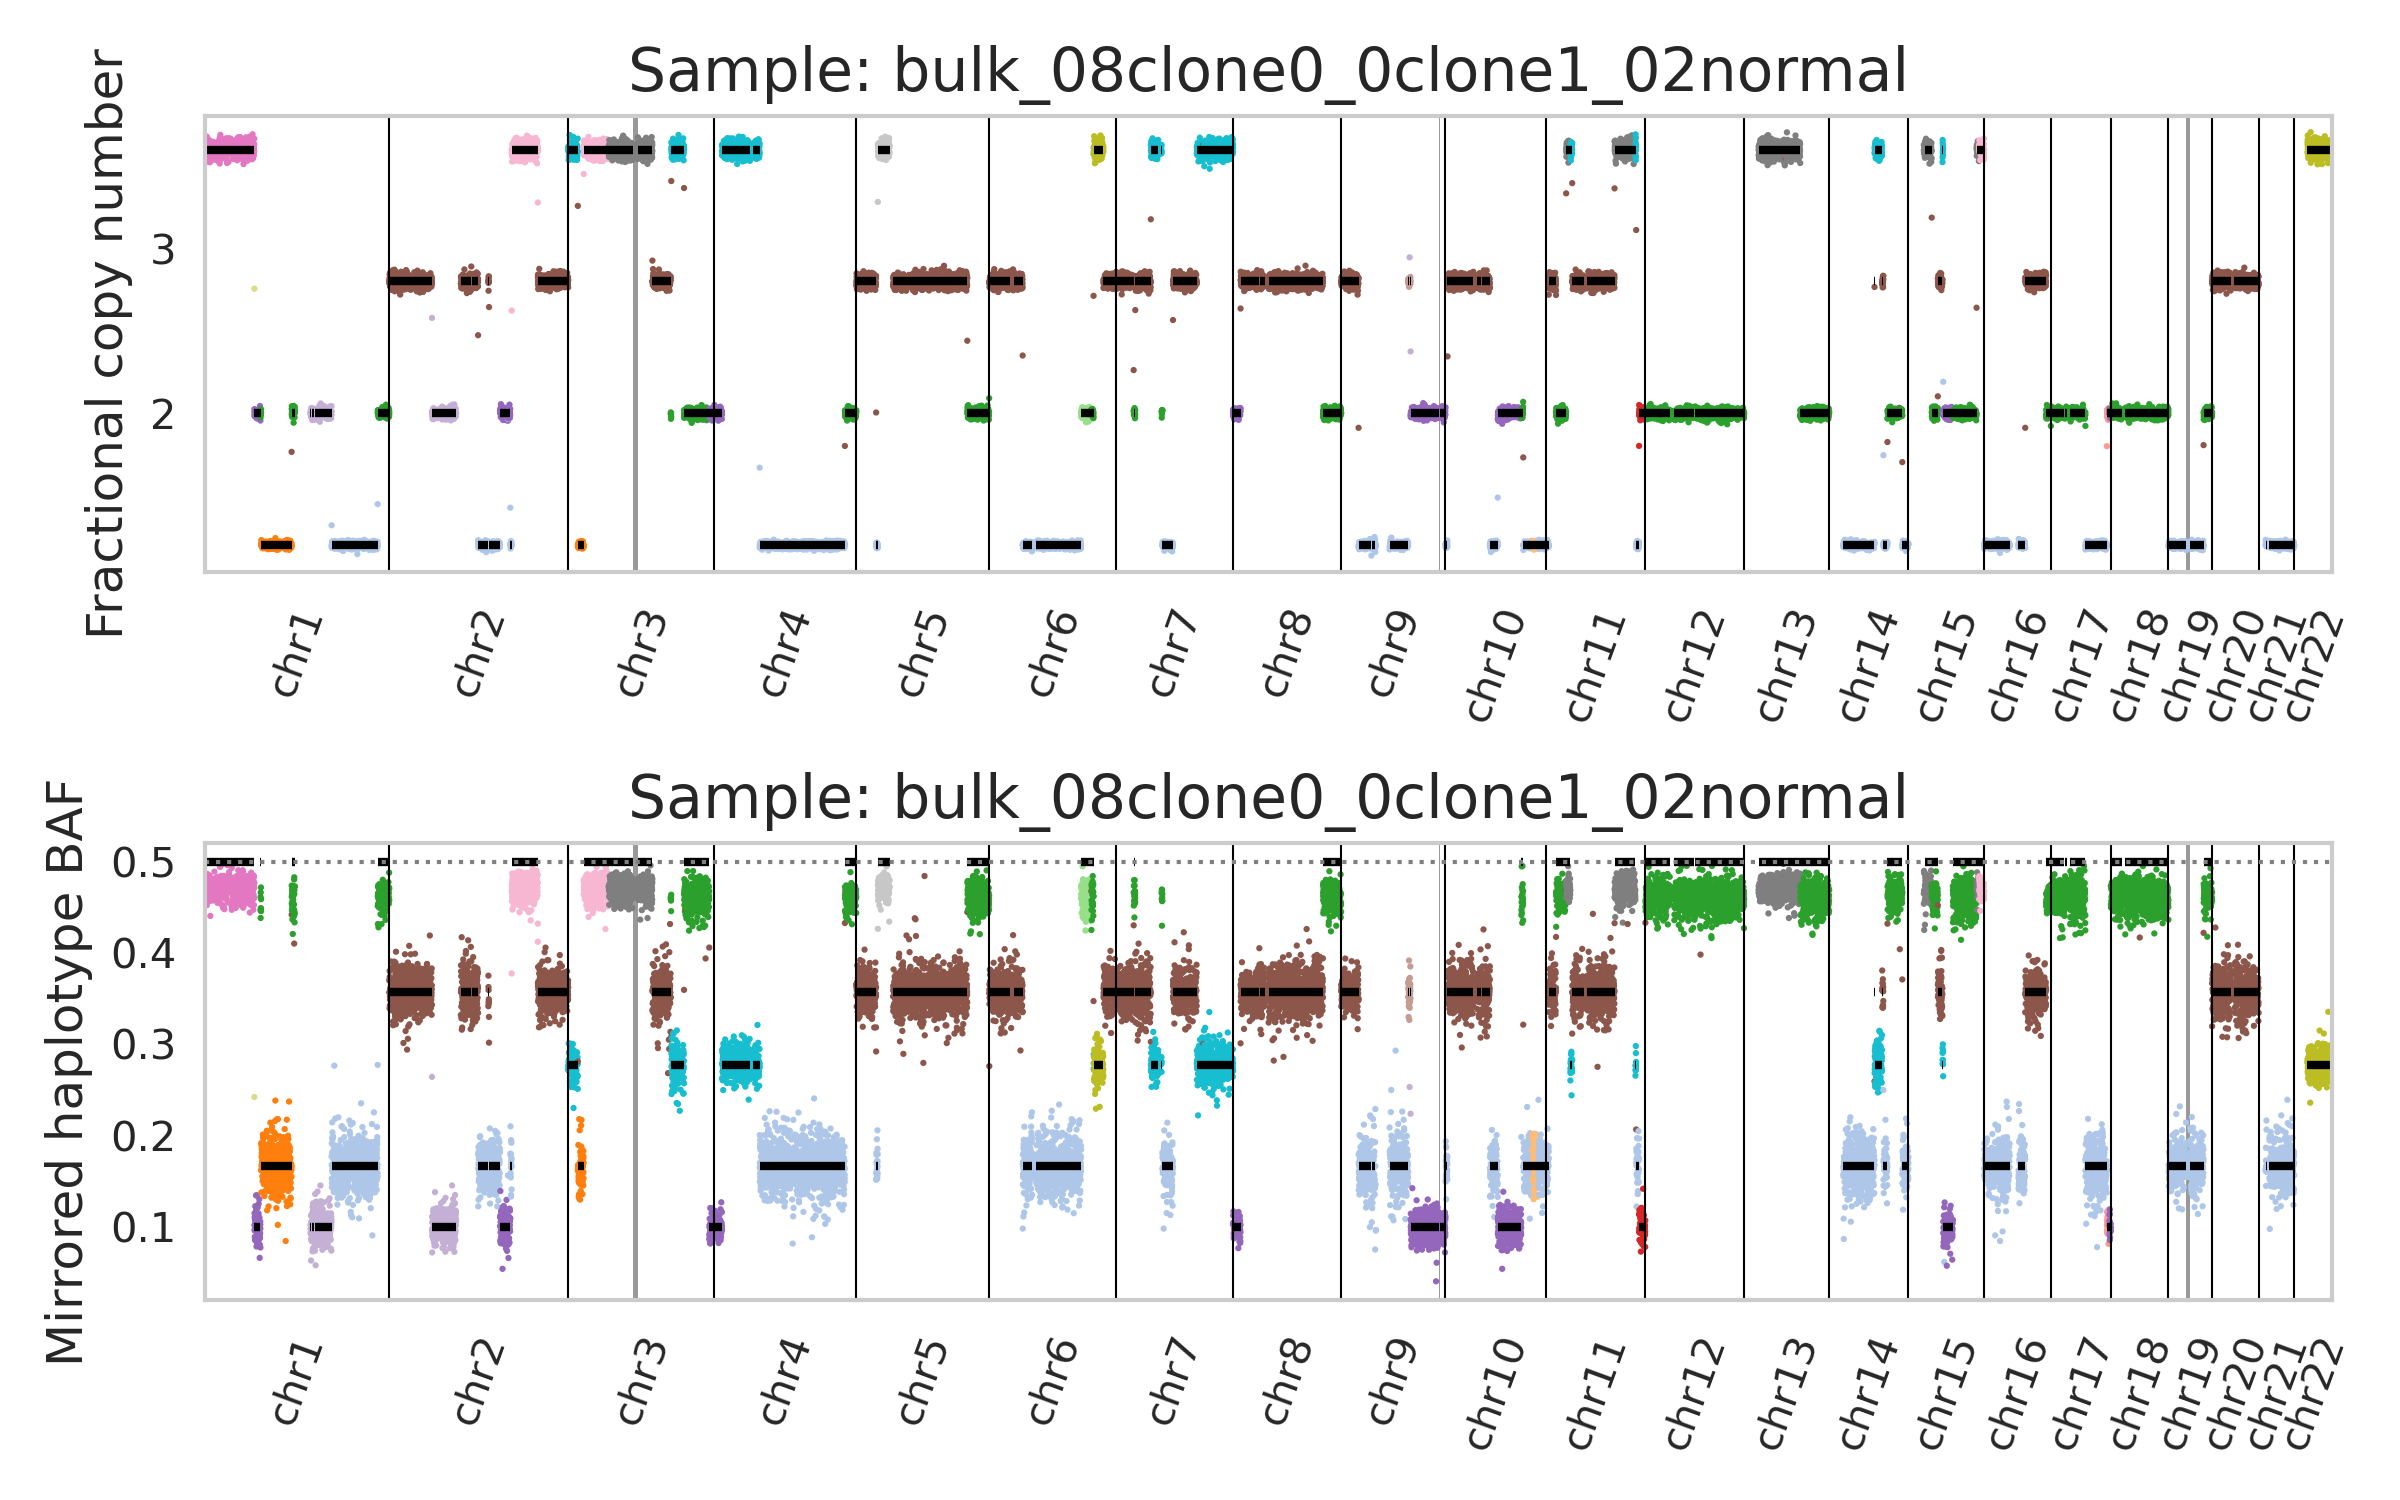 Sample: bulk_08clone0_0clone1_02normal
Fractional copy number
3
2
chr1 chr2 chr3 chr4 chr5 chr6 chr7 chr8 chr9 chr10 chr11 chr12 chr13 chr14 chr15 chr16 chr17 chr18 chr19 chr20 chr21 chr22
Sample: bulk_08clone0_0clone1_02normal
Mirrored haplotype BAF
0.5
0.4
0.3
0.2
0.1
chr1 chr2 chr3 chr4 chr5 chr6 chr7 chr8 chr9 chr10 chr11 chr12 chr13 chr14 chr15 chr16 chr17 chr18 chr19 chr20 chr21 chr22